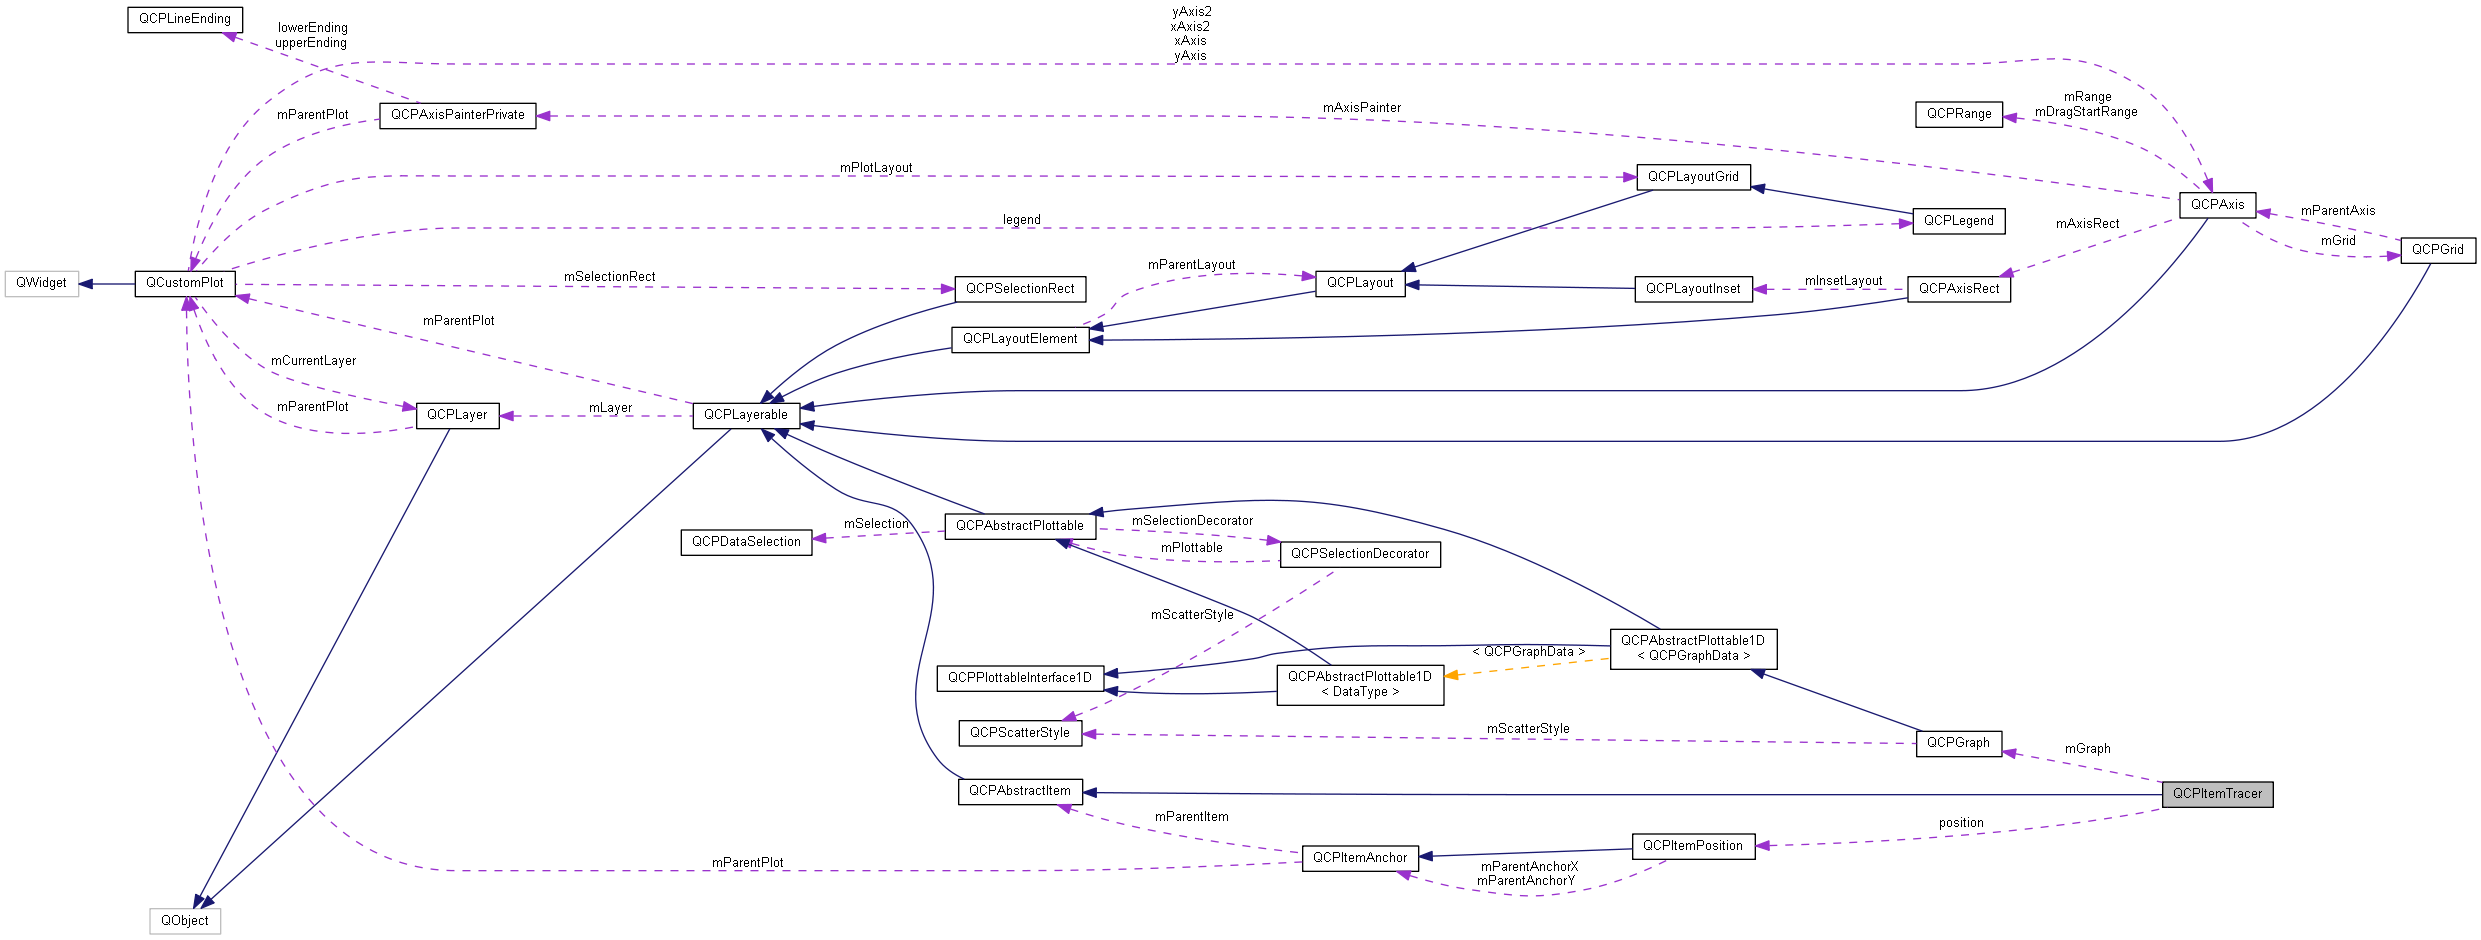 yAxis2
xAxis2
xAxis
yAxis
QCPLineEnding
lowerEnding
upperEnding
mParentPlot
QCPAxisPainterPrivate
mAxisPainter
QCPRange
mRange
mDragStartRange
mPlotLayout
QCPLayoutGrid
legend
QCPLegend
QCPAxis
mParentAxis
mGrid
QCPGrid
mAxisRect
QWidget
QCustomPlot
mSelectionRect
QCPSelectionRect
mParentLayout
QCPLayout
QCPLayoutInset
mInsetLayout
QCPAxisRect
mParentPlot
QCPLayoutElement
mCurrentLayer
mParentPlot
QCPLayer
mLayer
QCPLayerable
mSelection
QCPDataSelection
QCPAbstractPlottable
mSelectionDecorator
mPlottable
QCPSelectionDecorator
mScatterStyle
QCPPlottableInterface1D
QCPAbstractPlottable1D
< DataType >
< QCPGraphData >
QCPAbstractPlottable1D
< QCPGraphData >
QCPScatterStyle
mScatterStyle
QCPGraph
mGraph
QCPAbstractItem
QCPItemTracer
mParentItem
position
QCPItemPosition
mParentPlot
QCPItemAnchor
mParentAnchorX
mParentAnchorY
QObject